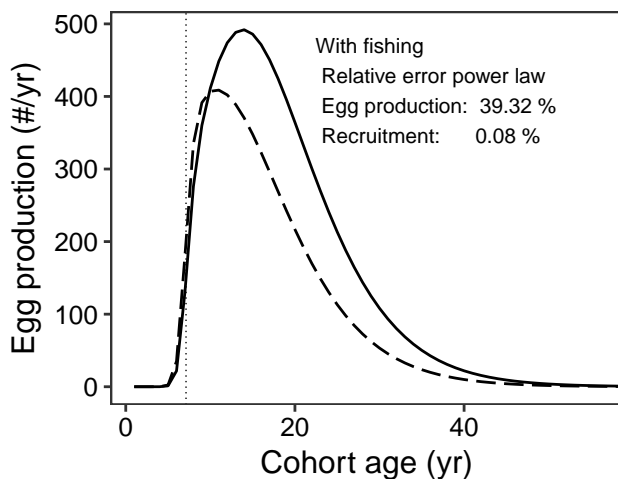 500
400
300
200
100
0
Egg production (#/yr)
With fishing
Relative error power law
Egg production: 39.32 %
Recruitment: 0.08 %
0 20 40
Cohort age (yr)